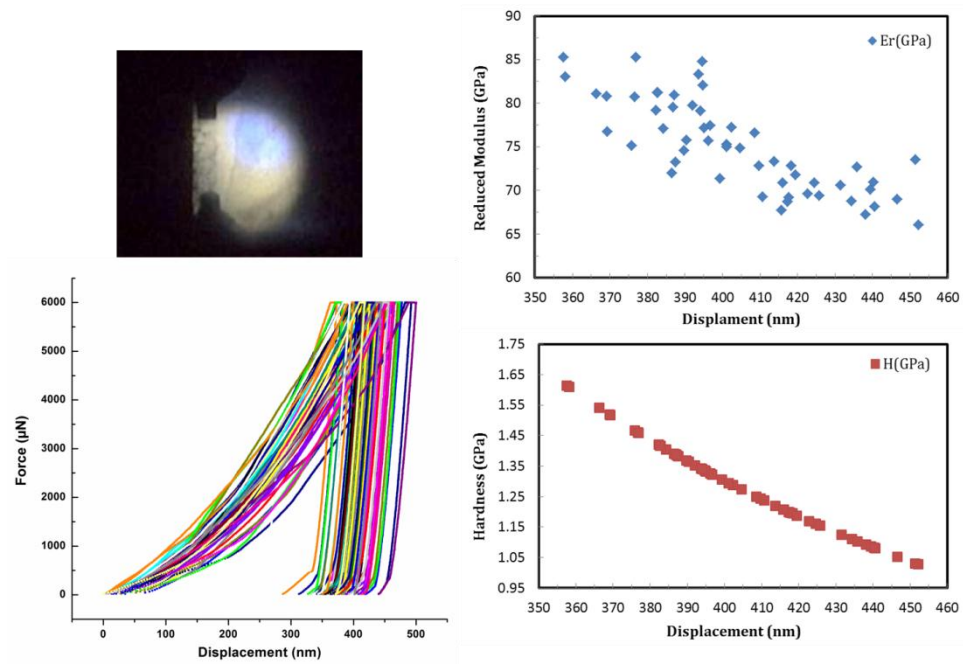 90
85
80
75
70
65
60
Reduced Modulus (GPa)
Er(GPa)
350 360 370 380 390 400 410 420 430 440 450 460
Displament (nm)
6000
5000
4000
3000
2000
1000
0
Force (µN)
0 100 200 300 400 500
Displacement (nm)
1.75
1.65
1.55
1.45
1.35
1.25
1.15
1.05
0.95
Hardness (GPa)
H(GPa)
350 360 370 380 390 400 410 420 430 440 450 460
Displacement (nm)